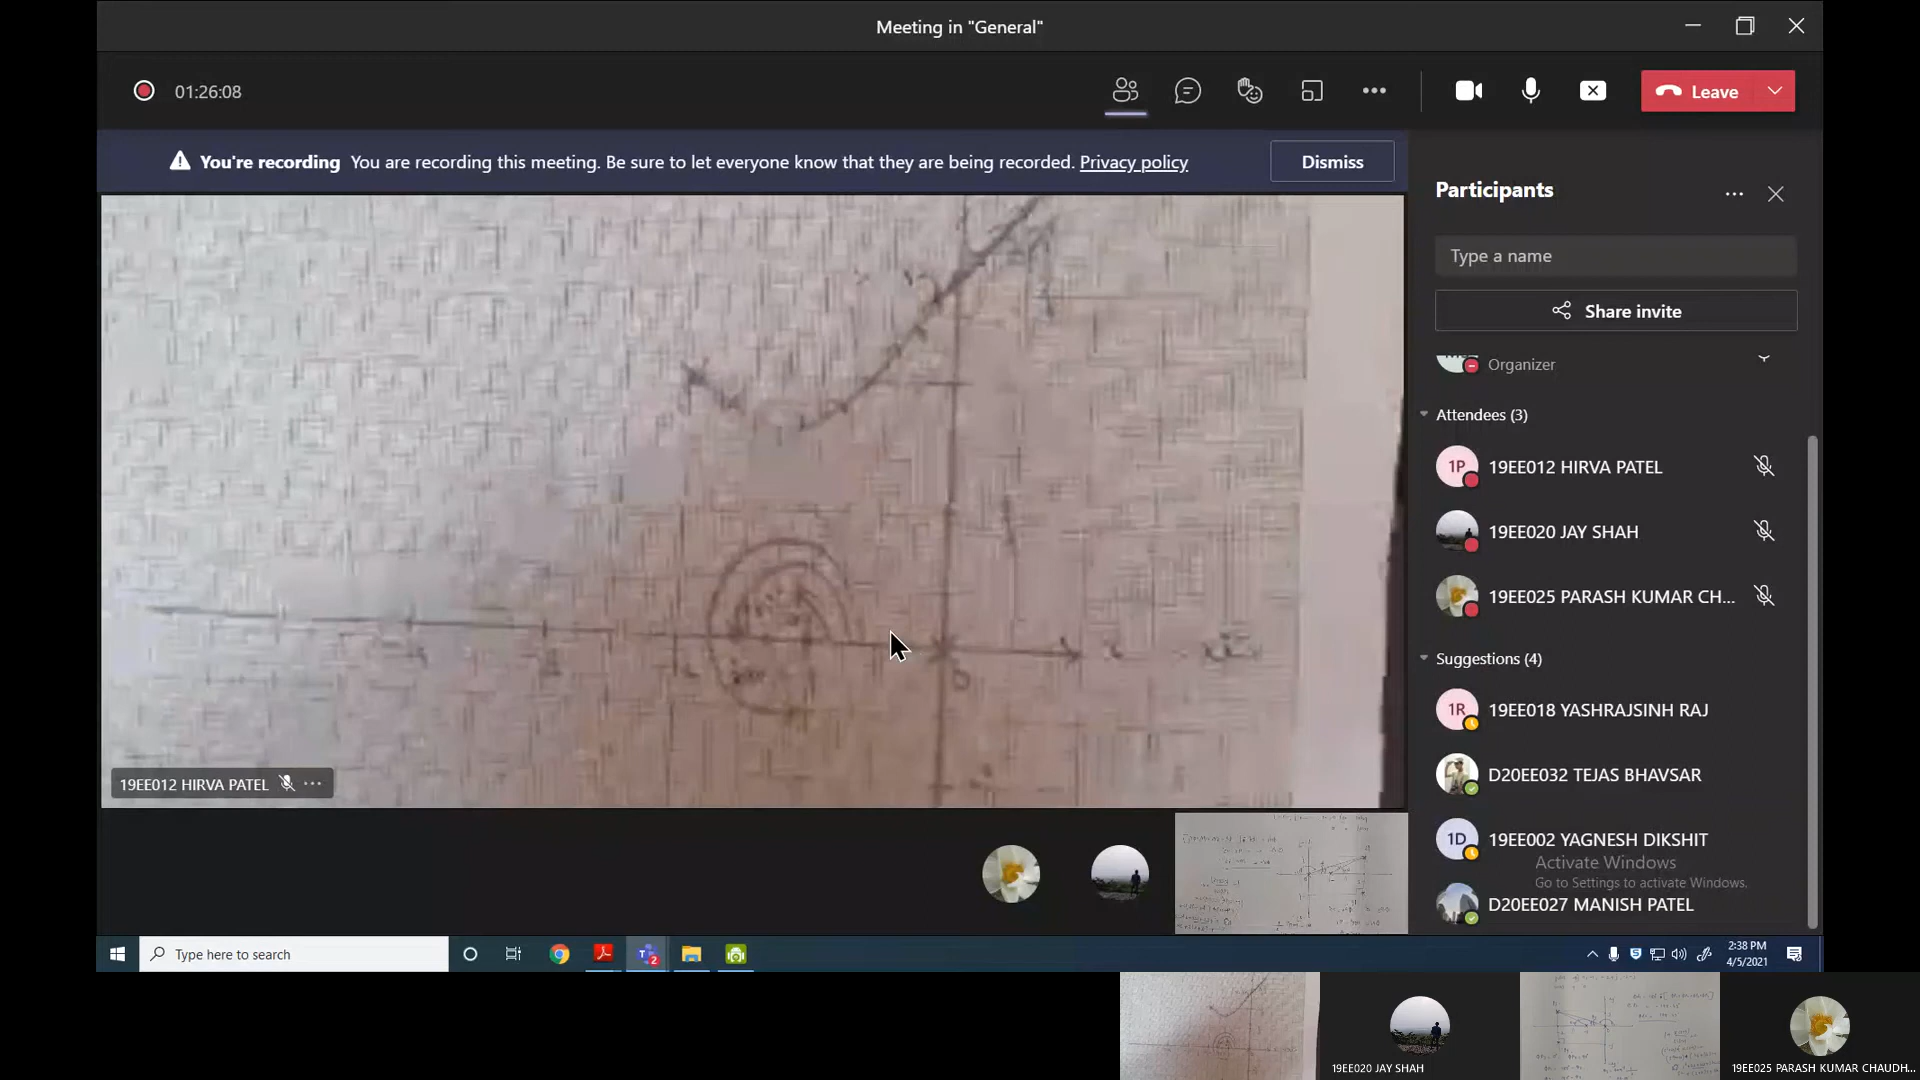 Meeting in "General"
01:26:08
Leave
You're recording You are recording this meeting. Be sure to let everyone know that they are being recorded. Privacy policy
Dismiss
Participants
Type a name
Share invite
Organizer
Attendees (3)
1P 19EE012 HIRVA PATEL
19EE020 JAY SHAH
19EE025 PARASH KUMAR CH...
Suggestions (4)
1R 19EE018 YASHRAJSINH RAJ
D20EE032 TEJAS BHAVSAR
1D 19EE002 YAGNESH DIKSHIT
Activate Windows
Go to Settings to activate Windows.
D20EE027 MANISH PATEL
19EE012 HIRVA PATEL
Type here to search
2
2:38 PM
4/5/2021
19EE020 JAY SHAH
19EE025 PARASH KUMAR CHAUDH...